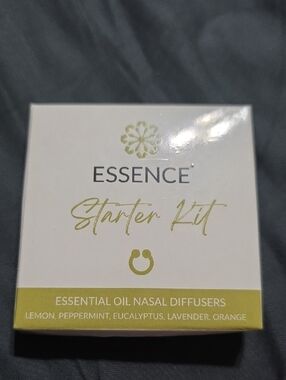 ESSENCE
Starter Kit
ESSENTIAL OIL NASAL DIFFUSERS
LEMON, PEPPERMINT, EUCALYPTUS, LAVENDER, ORANGE